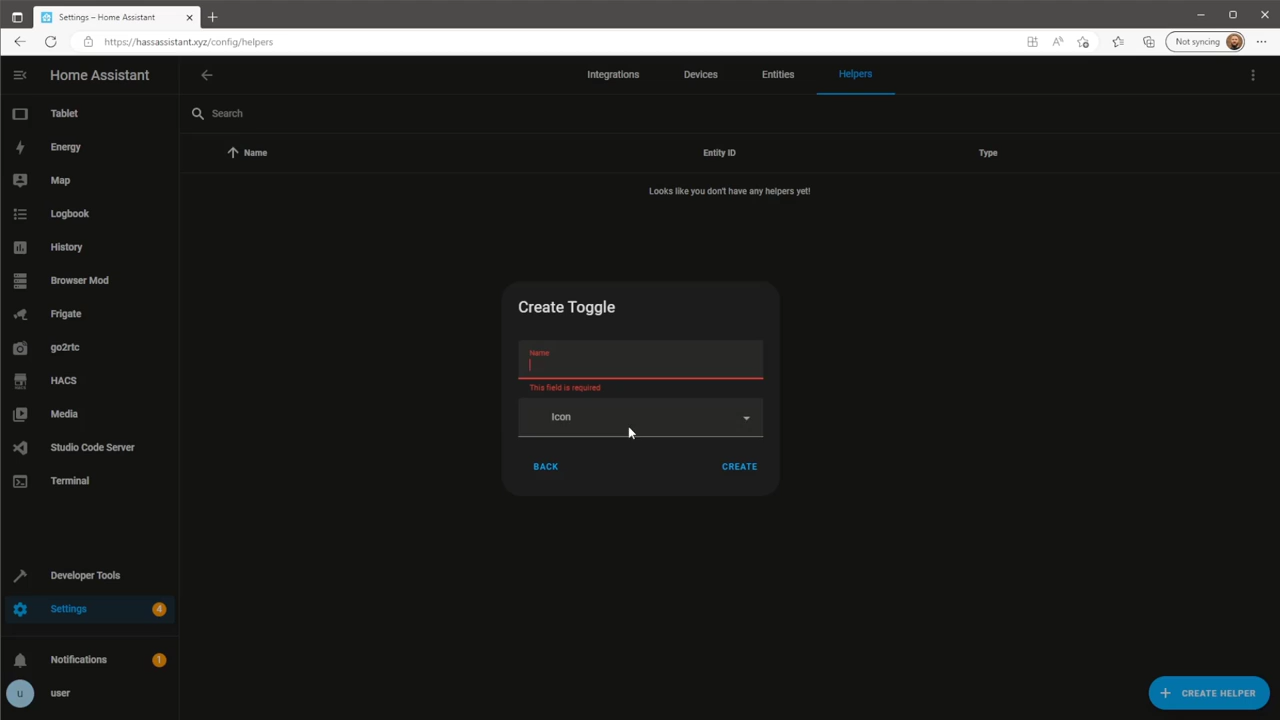 Settings – Home Assistant
https://hassassistant.xyz/config/helpers
Not syncing
Home Assistant
Integrations
Devices
Entities
Helpers
Tablet
Search
Energy
Name
Entity ID
Type
Map
Looks like you don't have any helpers yet!
Logbook
History
Browser Mod
Frigate
Create Toggle
go2rtc
Name
HACS
This field is required
Media
Icon
Studio Code Server
BACK
CREATE
Terminal
Developer Tools
Settings
4
Notifications
1
u
user
CREATE HELPER